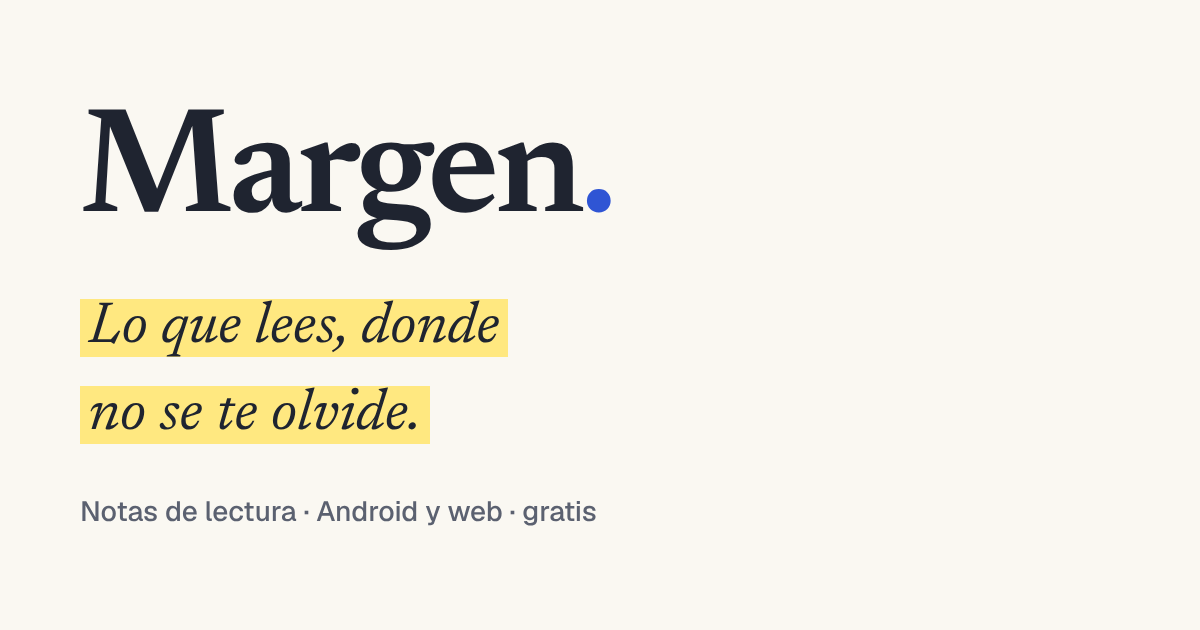 Margen.
Lo que lees, donde
no se te olvide.
Notas de lectura · Android y web · gratis